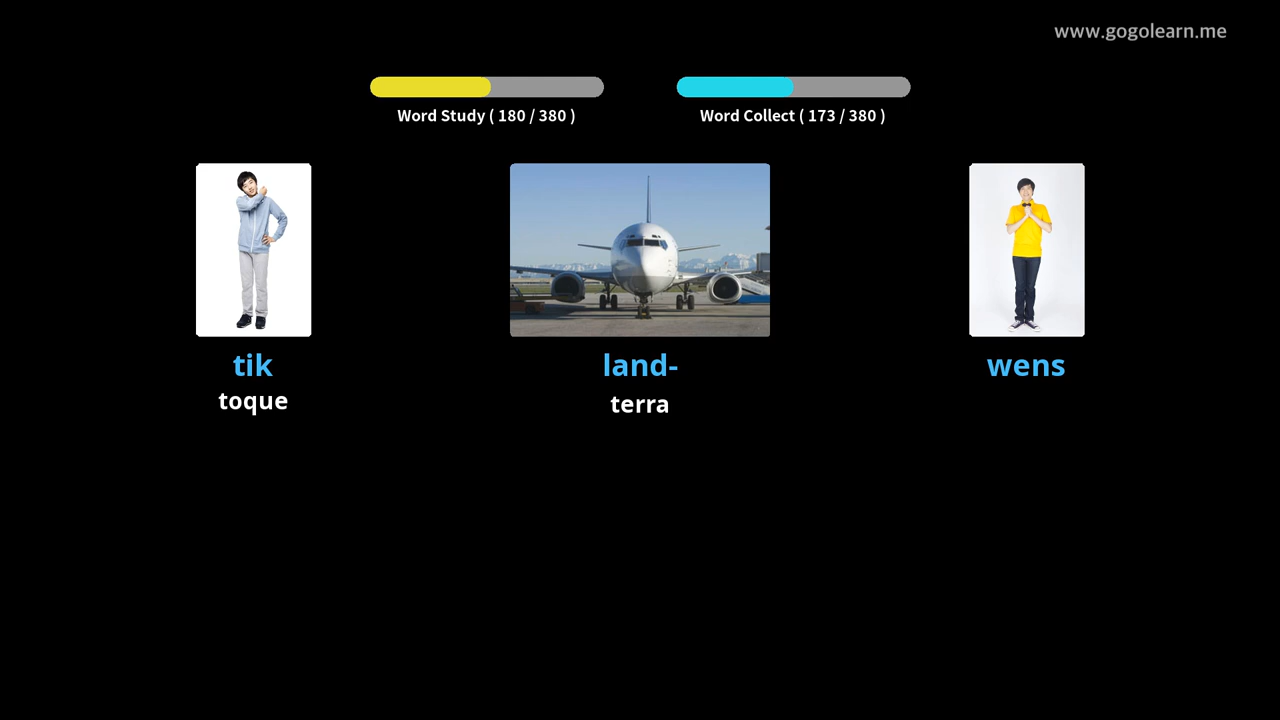 www.gogolearn.me
Word Study ( 180 / 380 )
Word Collect ( 173 / 380 )
tik
toque
land-
terra
wens